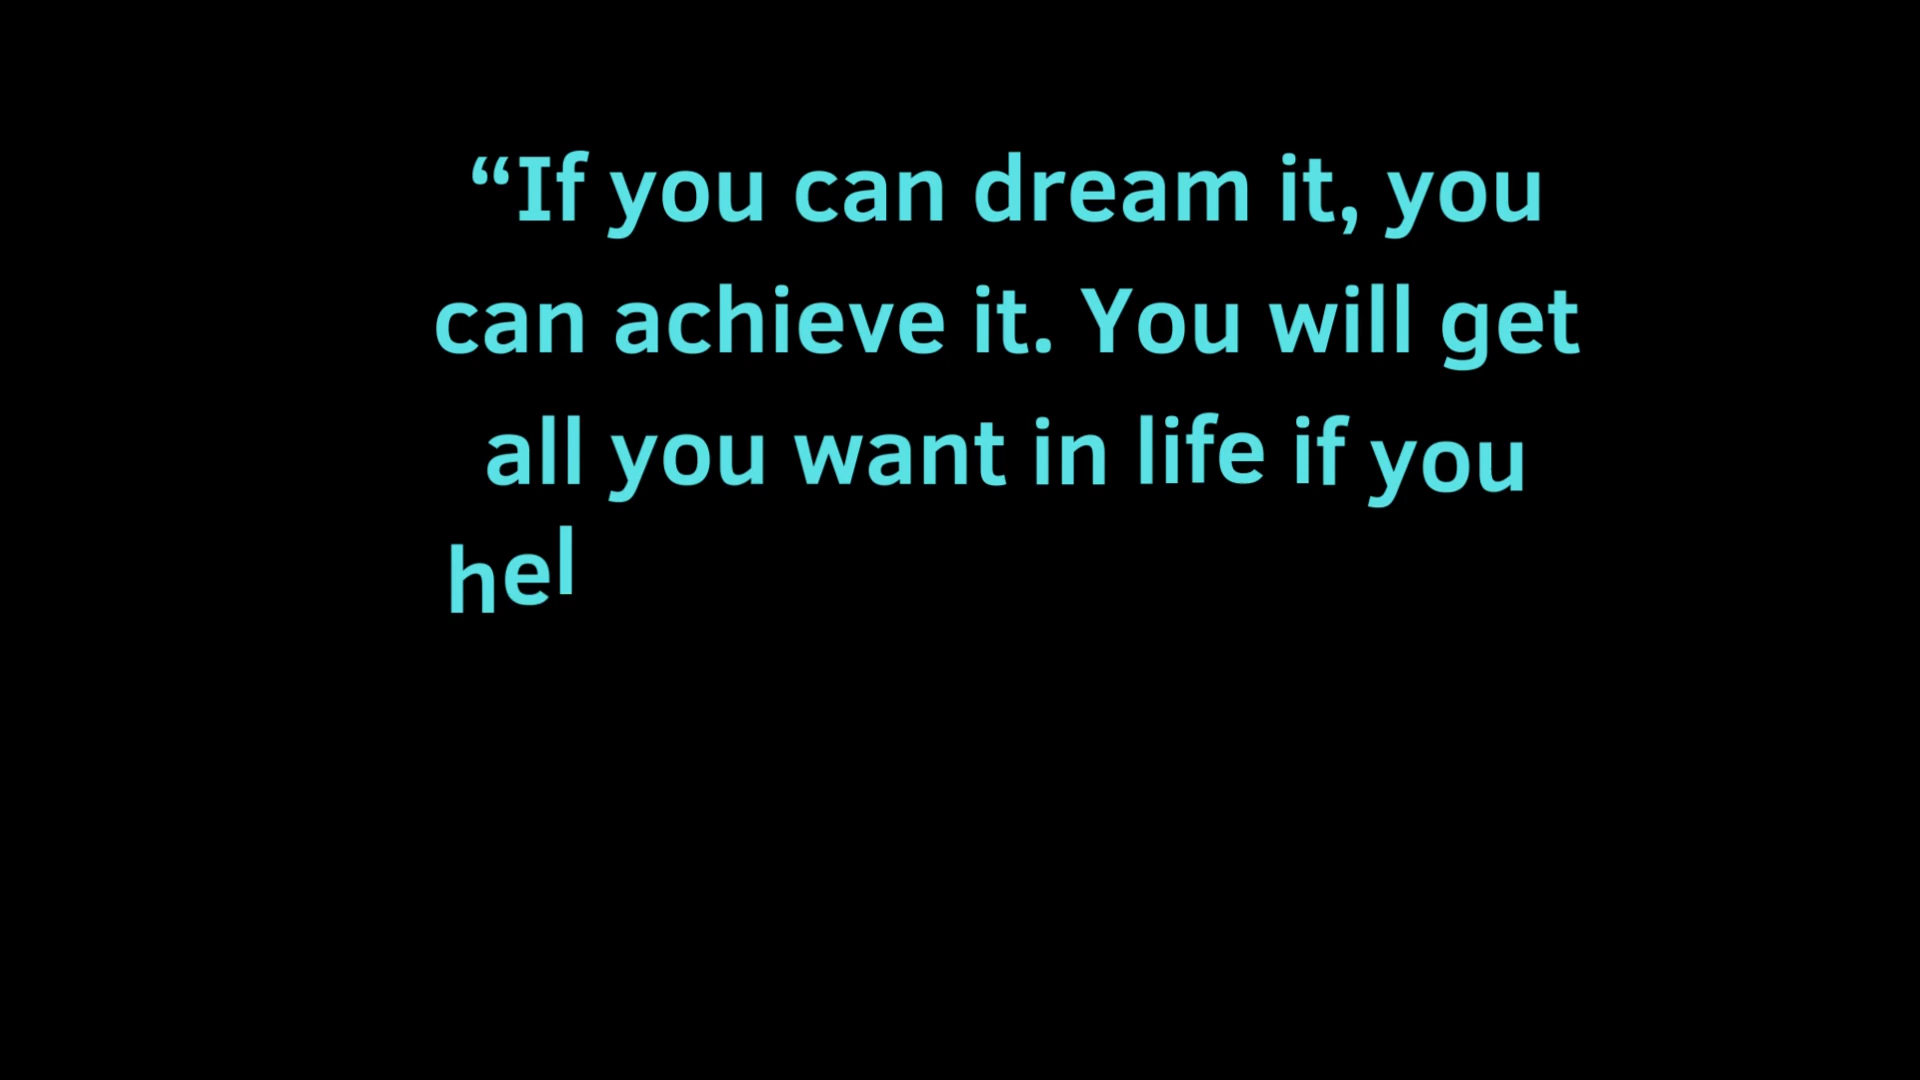 “If you can dream it, you
can achieve it. You will get
all you want in life if you
hel